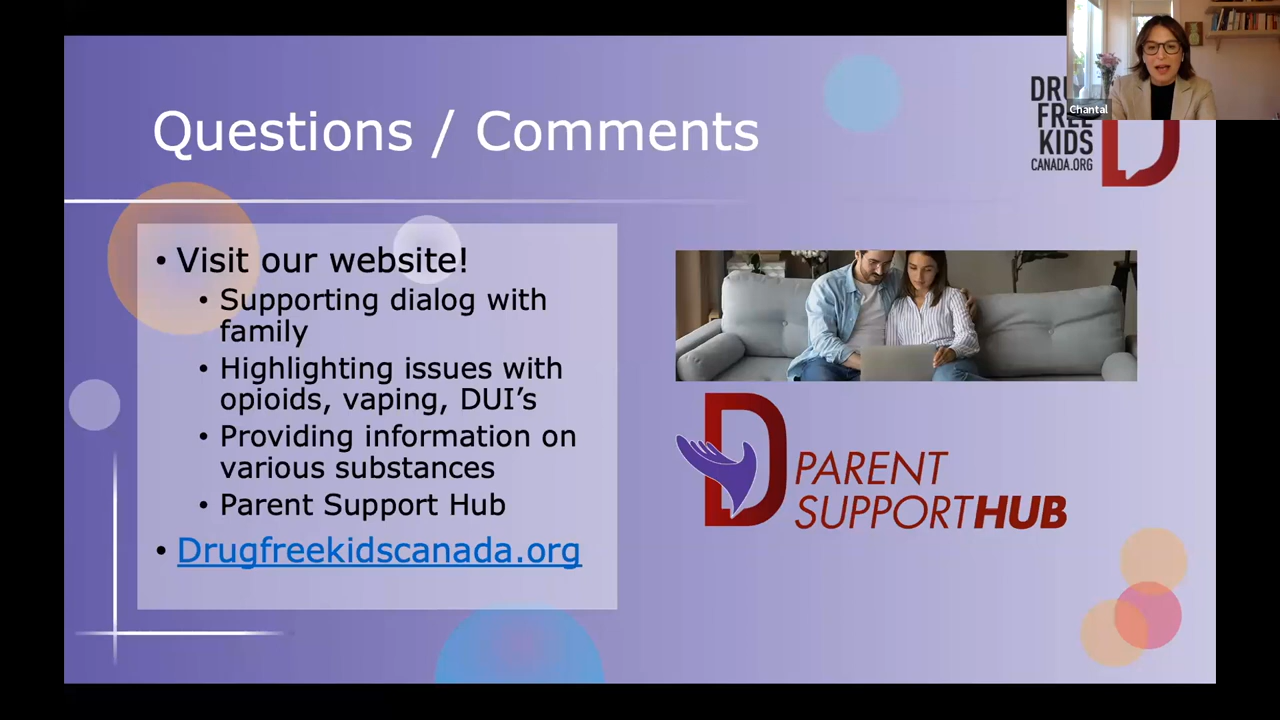 Questions / Comments
DRU
FREE
KIDS
CANADA.ORG
Chantal
• Visit our website!
• Supporting dialog with
family
• Highlighting issues with
opioids, vaping, DUI’s
• Providing information on
various substances
• Parent Support Hub
• Drugfreekidscanada.org
PARENT
SUPPORTHUB